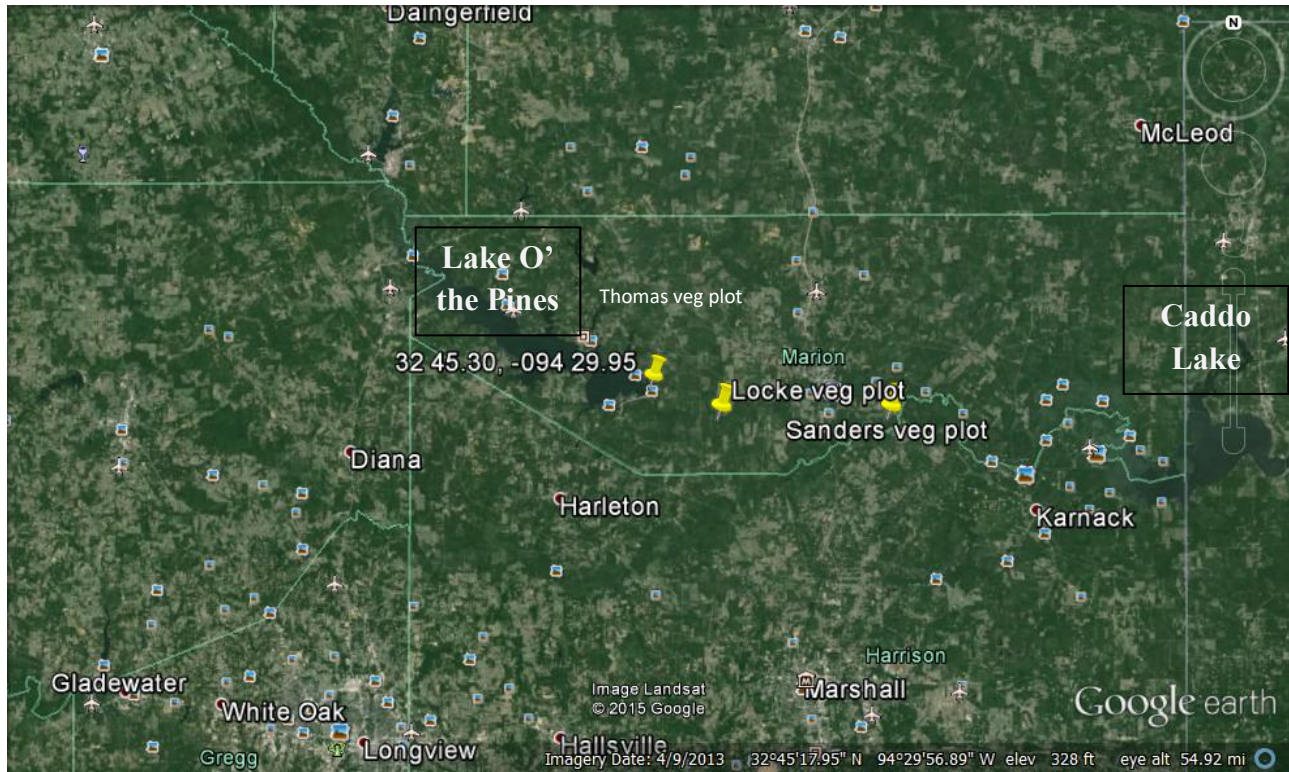 Daingerfield
N
McLeod
Lake O’
the Pines
Thomas veg plot
Caddo
Lake
32 45.30, -094 29.95
Marion
Locke veg plot
Sanders veg plot
Diana
Harleton
Karnack
Harrison
Gladewater
Marshall
White Oak
Image Landsat
© 2015 Google
Google earth
Gregg
Longview
Hallsville
Imagery Date: 4/9/2013 32°45'17.95" N 94°29'56.89" W elev 328 ft eye alt 54.92 mi